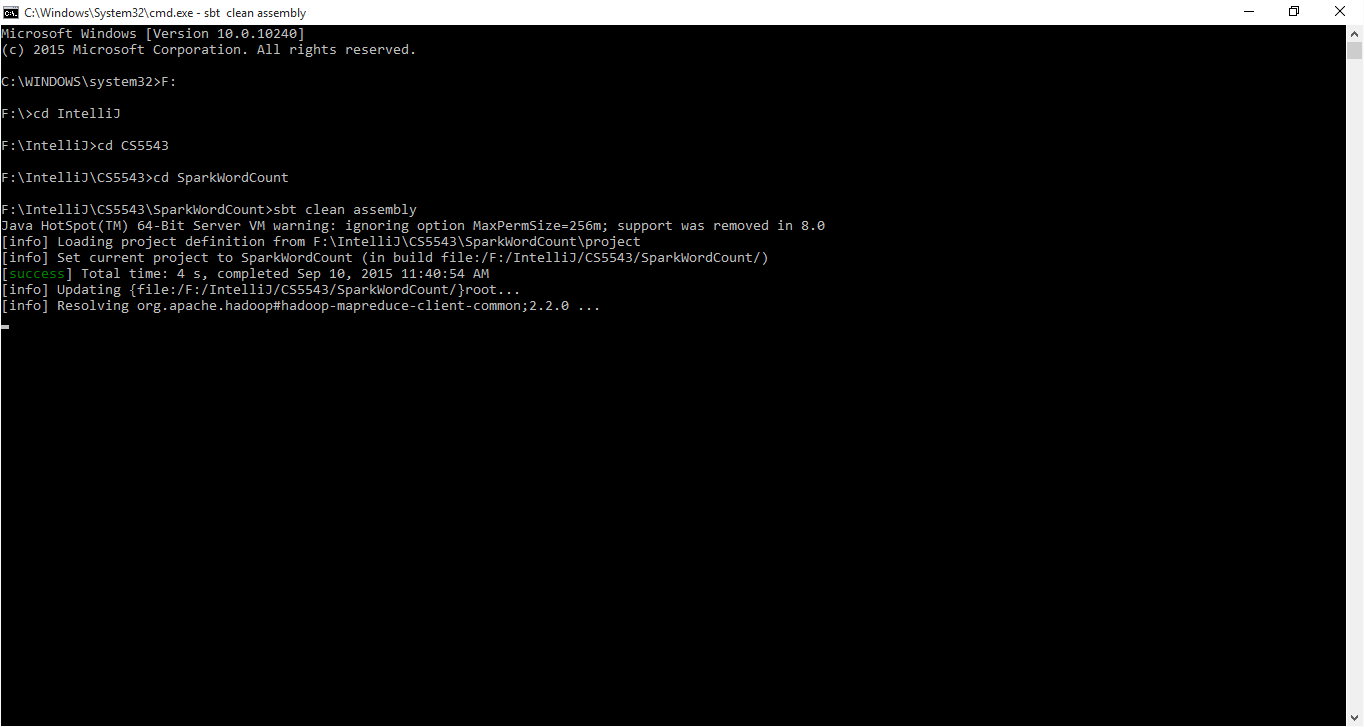 C:\Windows\System32\cmd.exe - sbt  clean assembly
Microsoft Windows [Version 10.0.10240]
(c) 2015 Microsoft Corporation. All rights reserved.
C:\WINDOWS\system32>F:
F:\>cd IntelliJ
F:\IntelliJ>cd CS5543
F:\IntelliJ\CS5543>cd SparkWordCount
F:\IntelliJ\CS5543\SparkWordCount>sbt clean assembly
Java HotSpot(TM) 64-Bit Server VM warning: ignoring option MaxPermSize=256m; support was removed in 8.0
[info] Loading project definition from F:\IntelliJ\CS5543\SparkWordCount\project
[info] Set current project to SparkWordCount (in build file:/F:/IntelliJ/CS5543/SparkWordCount/)
[success] Total time: 4 s, completed Sep 10, 2015 11:40:54 AM
[info] Updating {file:/F:/IntelliJ/CS5543/SparkWordCount/}root...
[info] Resolving org.apache.hadoop#hadoop-mapreduce-client-common;2.2.0 ...